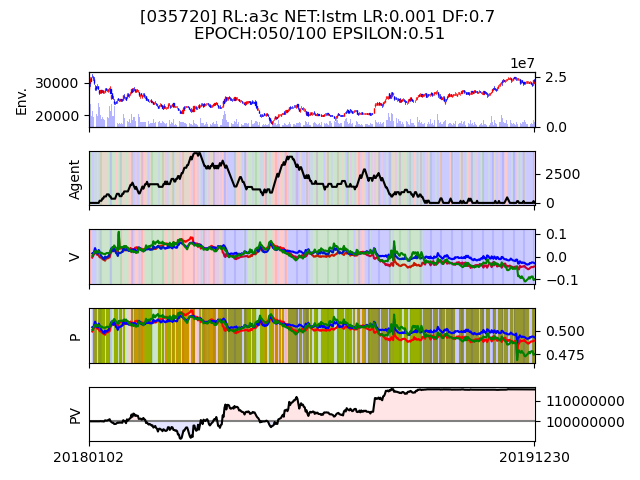 [035720] RL:a3c NET:lstm LR:0.001 DF:0.7
EPOCH:050/100 EPSILON:0.51
1e7
Env.
30000
20000
2.5
0.0
Agent
2500
0
V
0.1
0.0
−0.1
P
0.500
0.475
PV
110000000
100000000
20180102
20191230